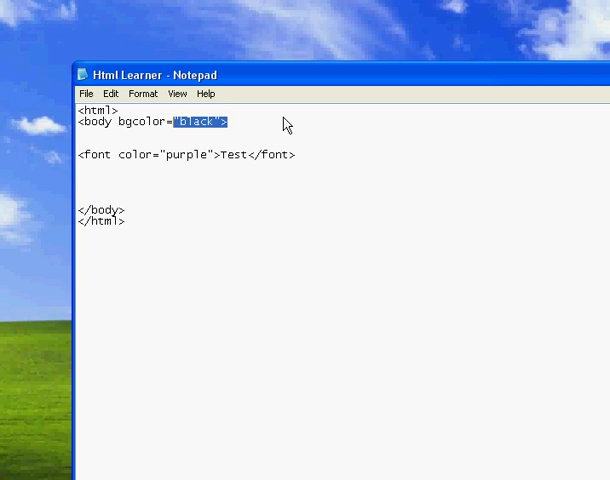 Html Learner - Notepad
File Edit Format View Help
<html>
<body bgcolor="black">
<font color="purple">Test</font>
</body>
</html>